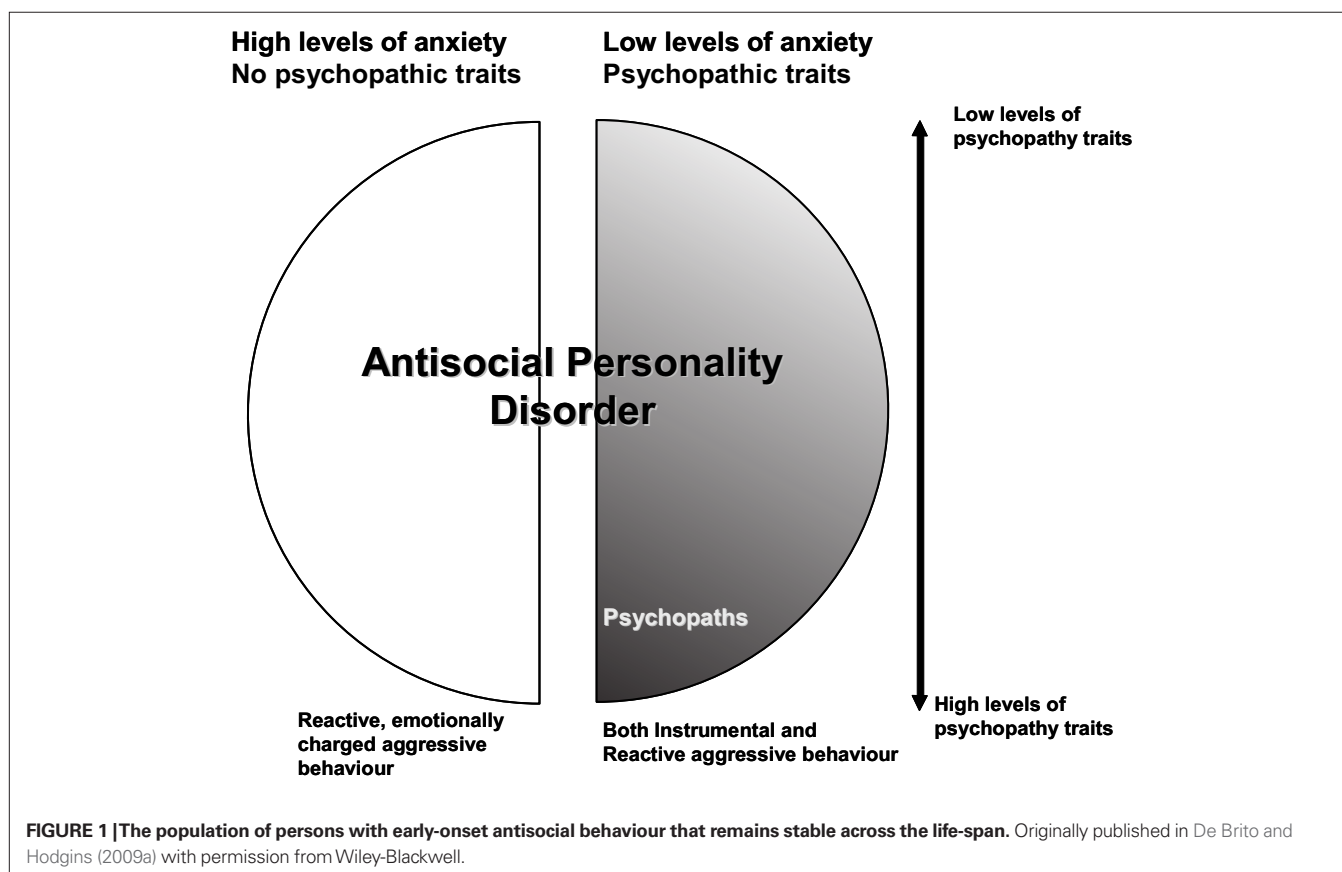 High levels of anxiety
No psychopathic traits
Low levels of anxiety
Psychopathic traits
Low levels of
psychopathy traits
Antisocial Personality
Disorder
Psychopaths
High levels of
psychopathy traits
Reactive, emotionally
charged aggressive
behaviour
Both Instrumental and
Reactive aggressive behaviour
FIGURE 1 | The population of persons with early-onset antisocial behaviour that remains stable across the life-span. Originally published in De Brito and
Hodgins (2009a) with permission from Wiley-Blackwell.